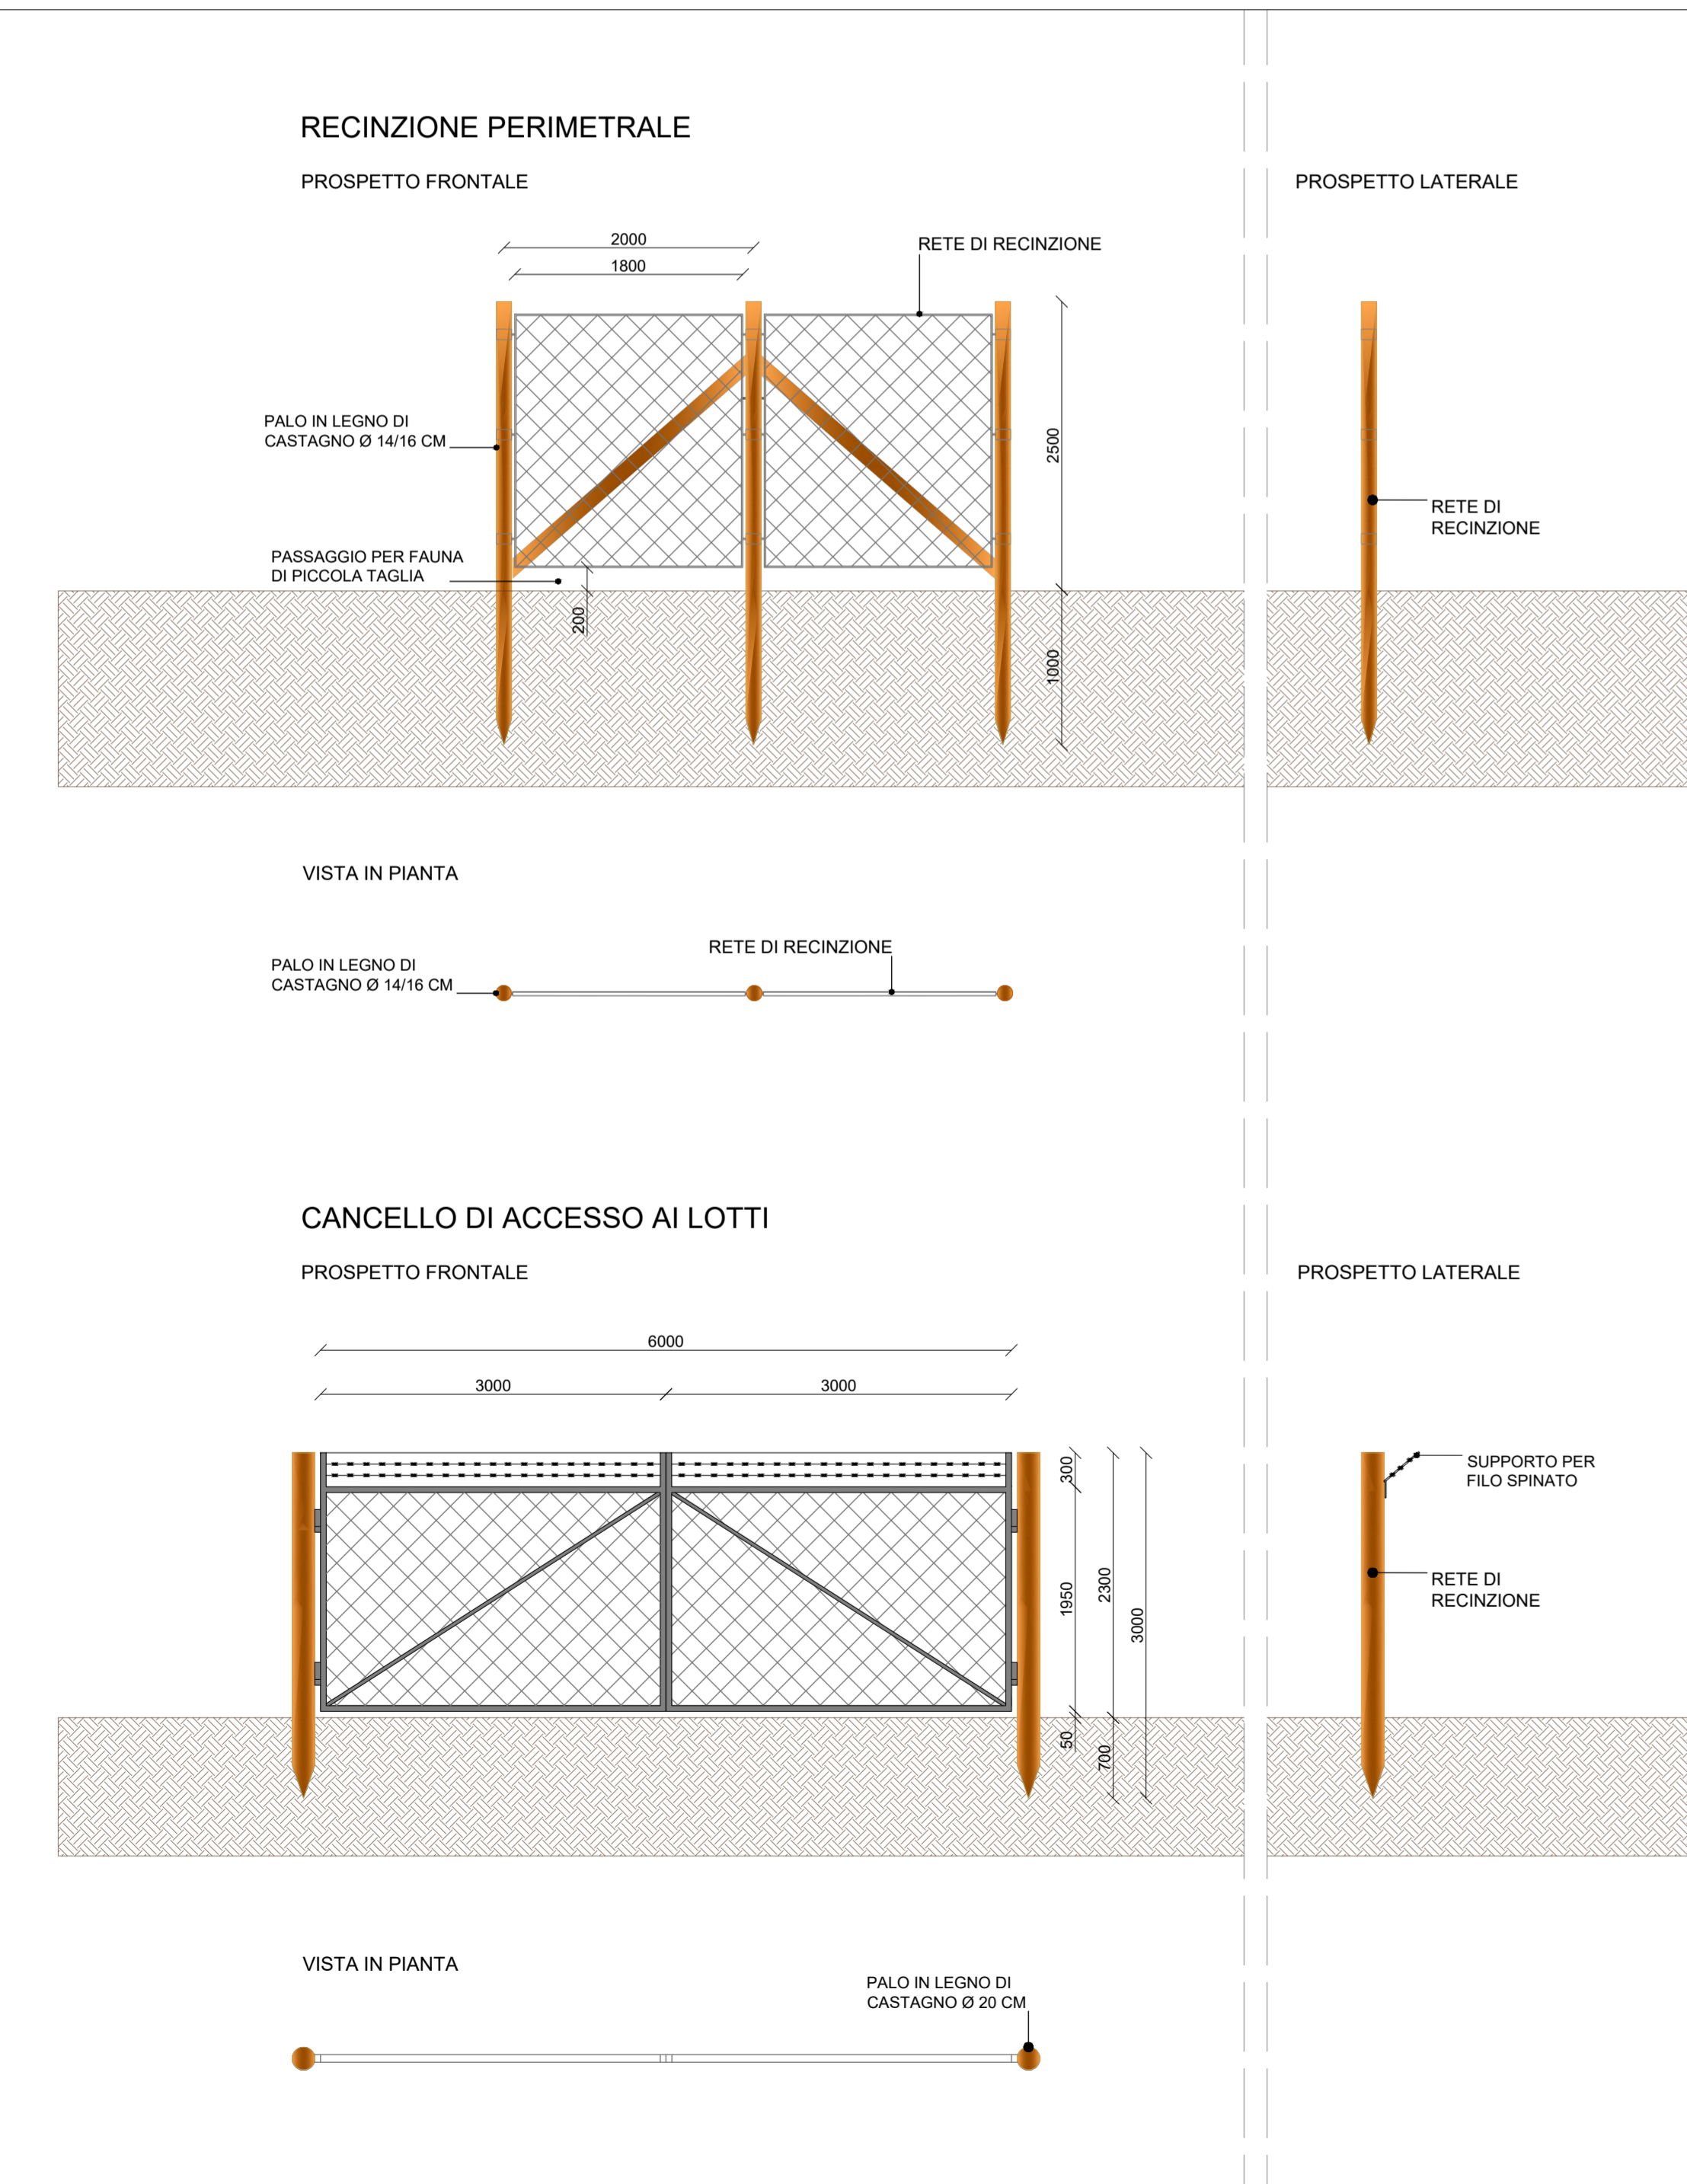 RECINZIONE PERIMETRALE
PROSPETTO FRONTALE
PROSPETTO LATERALE
2000
1800
RETE DI RECINZIONE
PALO IN LEGNO DI
CASTAGNO Ø 14/16 CM
2500
RETE DI
RECINZIONE
PASSAGGIO PER FAUNA
DI PICCOLA TAGLIA
200
1000
VISTA IN PIANTA
RETE DI RECINZIONE
PALO IN LEGNO DI
CASTAGNO Ø 14/16 CM
CANCELLO DI ACCESSO AI LOTTI
PROSPETTO FRONTALE
PROSPETTO LATERALE
6000
3000
3000
300
1950
2300
3000
50
700
SUPPORTO PER
FILO SPINATO
RETE DI
RECINZIONE
VISTA IN PIANTA
PALO IN LEGNO DI
CASTAGNO Ø 20 CM